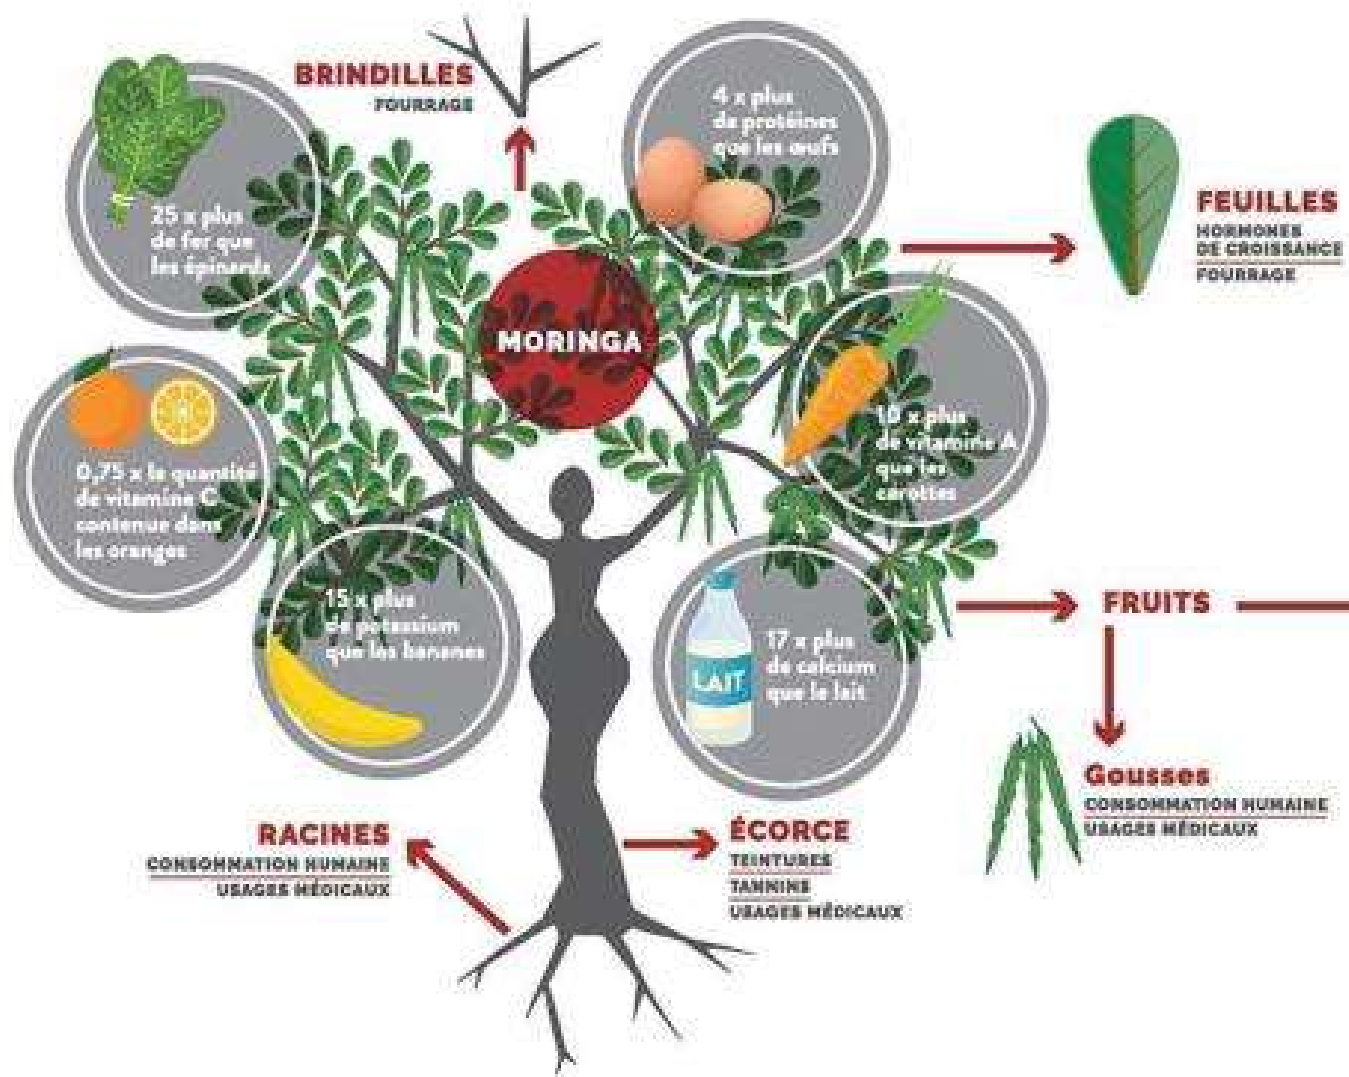 BRINDILLES
FOURRAGE
4 x plus
de protéines
que les œufs
25 x plus
de fer que
les épinards
FEUILLES
HORMONES
DE CROISSANCE
FOURRAGE
MORINGA
10 x plus
de vitamine A
que les
carottes
0,75 x la quantité
de vitamine C
contenue dans
les oranges
15 x plus
de potassium
que les bananes
LAIT
17 x plus
de calcium
que le lait
FRUITS
Gousses
CONSOMMATION HUMAINE
USAGES MÉDICAUX
RACINES
CONSOMMATION HUMAINE
USAGES MÉDICAUX
ÉCORCE
TEINTURES
TANNINS
USAGES MÉDICAUX